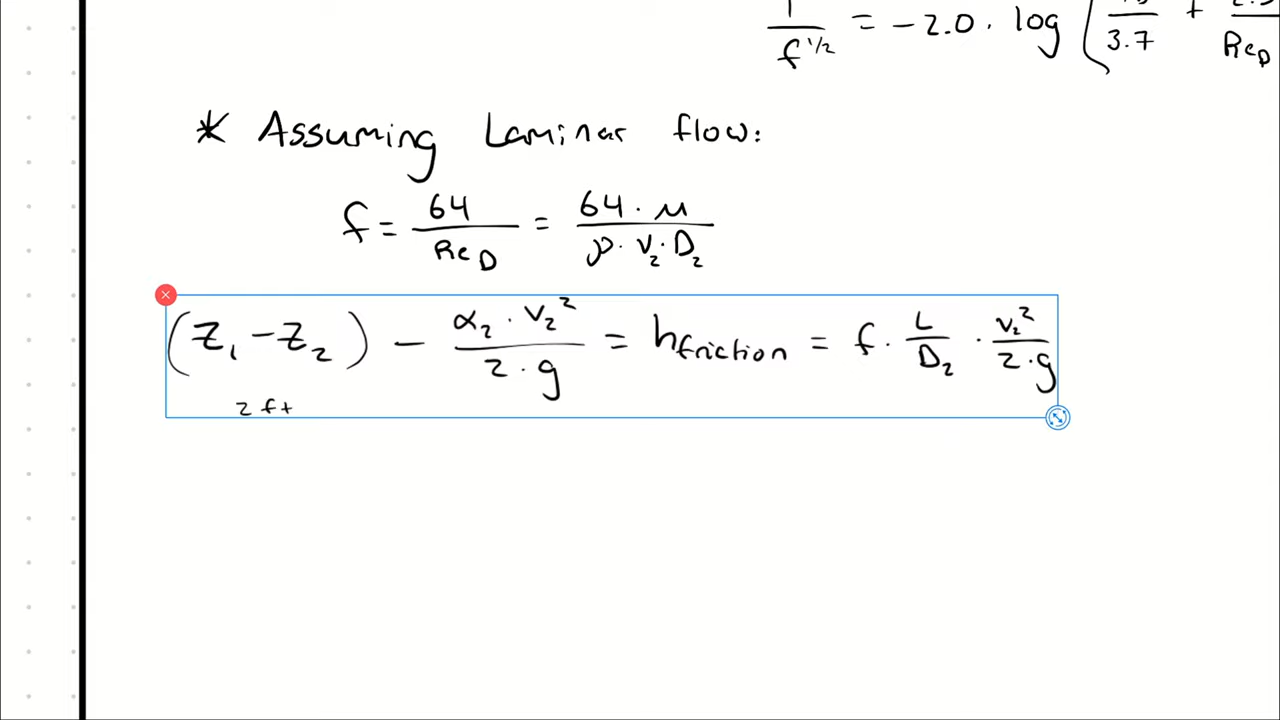 1/f^1/2 = -2.0 · log ( /3.7 + /Re_D
* Assuming Laminar flow:
f = 64/Re_D = 64 · μ/ρ · V₂ · D₂
(Z₁ - Z₂) - α₂ · V₂²/2 · g = h_friction = f · L/D₂ · V₂²/2 · g
2 ft